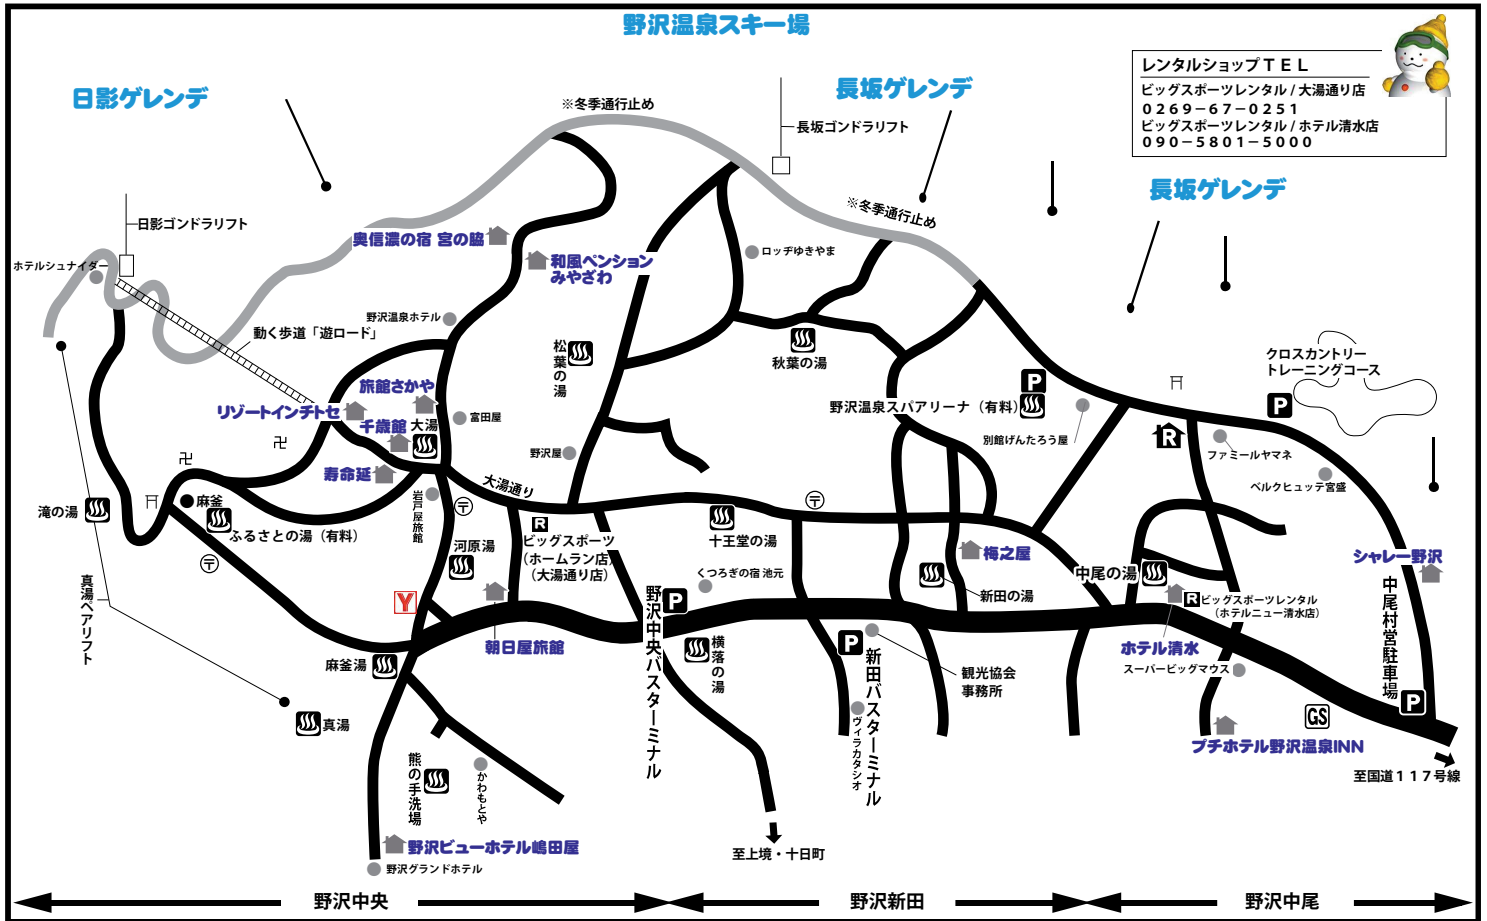 野沢温泉スキー場
日影ゲレンデ
長坂ゲレンデ
長坂ゲレンデ
レンタルショップＴＥＬ
ビッグスポーツレンタル / 大湯通り店
０２６９－６７－０２５１
ビッグスポーツレンタル / ホテル清水店
０９０－５８０１－５０００
※冬季通行止め
長坂ゴンドラリフト
※冬季通行止め
日影ゴンドラリフト
奥信濃の宿 宮の脇
ホテルシュナイダー
和風ペンション
みやざわ
ロッヂゆきやま
野沢温泉ホテル
動く歩道「遊ロード」
松葉の湯
秋葉の湯
クロスカントリー
トレーニングコース
旅館さかや
リゾートインチトセ
千歳館
大湯
富田屋
野沢温泉スパアリーナ（有料）
P
P
別館げんたろう屋
R
ファミールヤマネ
ベルクヒュッテ宮盛
野沢屋
寿命延
大湯通り
岩戸屋旅館
〒
〒
麻釜
滝の湯
ふるさとの湯（有料）
〒
河原湯
R
ビッグスポーツ
（ホームラン店）
（大湯通り店）
十王堂の湯
くつろぎの宿 池元
梅之屋
新田の湯
中尾の湯
シャレー野沢
R
ビッグスポーツレンタル
（ホテルニュー清水店）
真湯ペアリフト
Y
朝日屋旅館
P
野沢中央バスターミナル
横落の湯
P
新田バスターミナル
観光協会
事務所
ホテル清水
スーパービッグマウス
中尾村営駐車場
P
GS
麻釜湯
真湯
熊の手洗場
かわもとや
ヴィラカタシオ
プチホテル野沢温泉INN
至国道１１７号線
野沢ビューホテル嶋田屋
野沢グランドホテル
至上境・十日町
野沢中央
野沢新田
野沢中尾